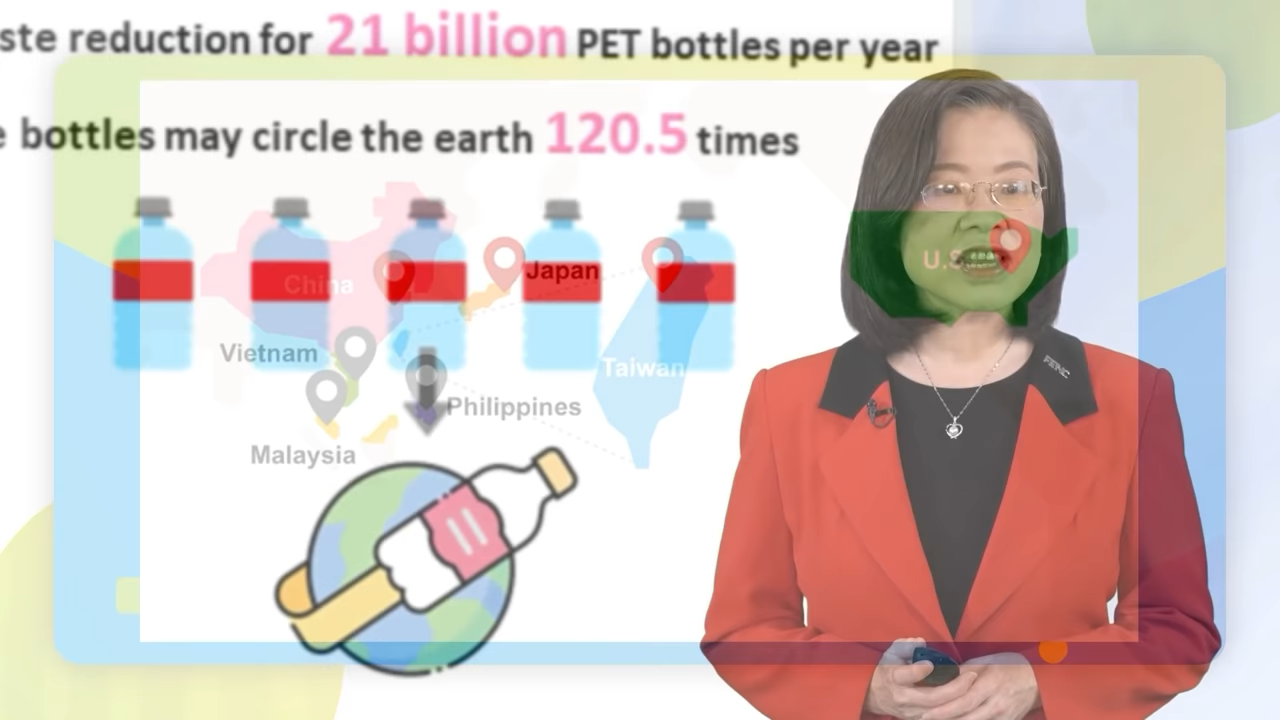 ste reduction for 21 billion PET bottles per year
e bottles may circle the earth 120.5 times
China
Japan
U.S
Vietnam
Taiwan
Philippines
Malaysia
FENC